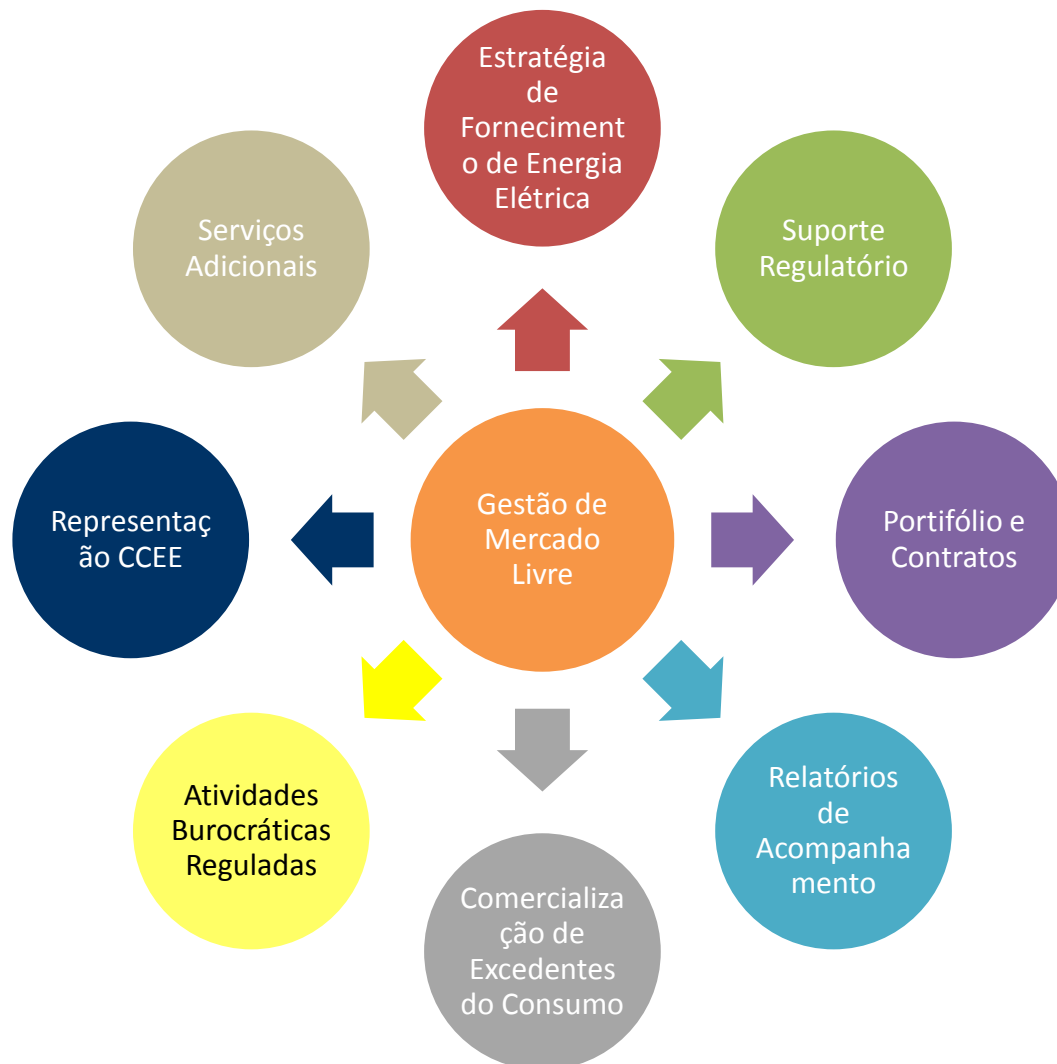 Estratégia
de
Forneciment
o de Energia
Elétrica
Suporte
Regulatório
Portifólio e
Contratos
Relatórios
de
Acompanha
mento
Comercializa
ção de
Excedentes
do Consumo
Atividades
Burocráticas
Reguladas
Representaç
ão CCEE
Serviços
Adicionais
Gestão de
Mercado
Livre